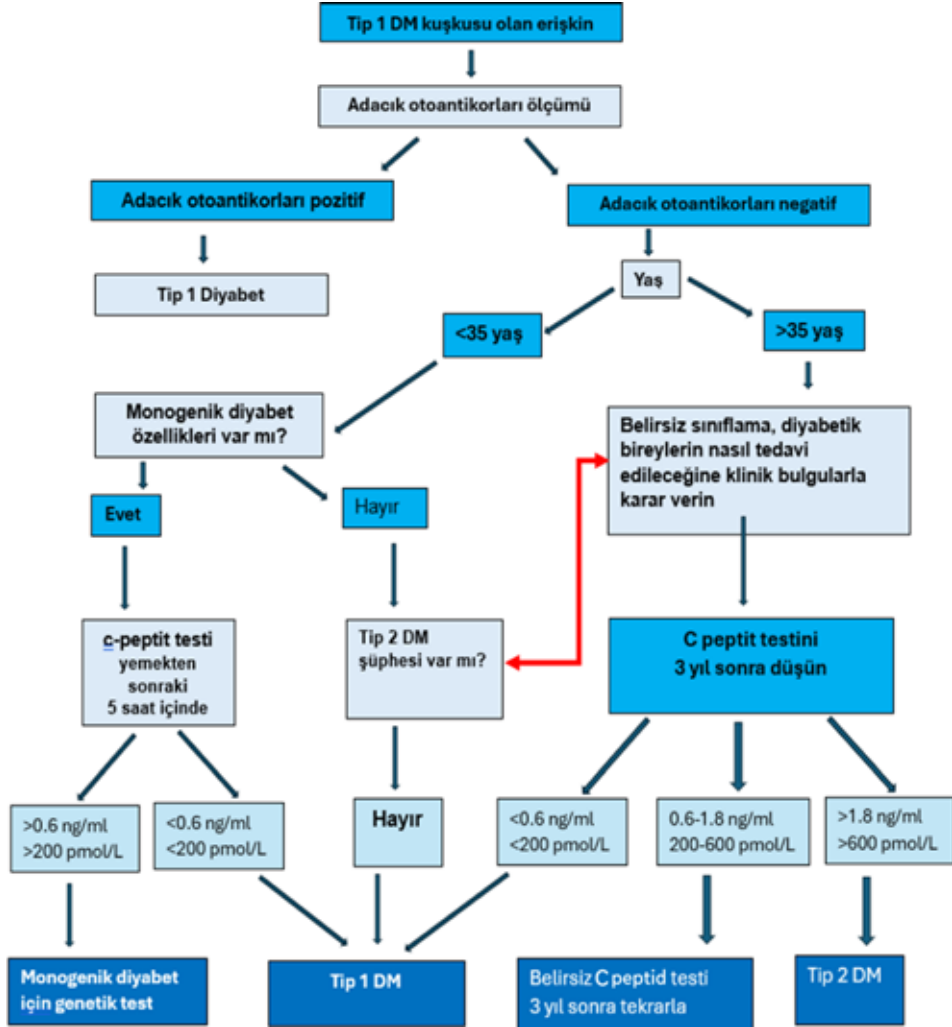 Tip 1 DM kuşkusu olan erişkin
Adacık otoantikorları ölçümü
Adacık otoantikorları pozitif
Adacık otoantikorları negatif
Tip 1 Diyabet
Yaş
<35 yaş
>35 yaş
Monogenik diyabet
özellikleri var mı?
Belirsiz sınıflama, diyabetik
bireylerin nasıl tedavi
edileceğine klinik bulgularla
karar verin
Evet
Hayır
c-peptit testi
yemekten
sonraki
5 saat içinde
Tip 2 DM
şüphesi var mı?
C peptit testini
3 yıl sonra düşün
>0.6 ng/ml
>200 pmol/L
<0.6 ng/ml
<200 pmol/L
Hayır
<0.6 ng/ml
<200 pmol/L
0.6-1.8 ng/ml
200-600 pmol/L
>1.8 ng/ml
>600 pmol/L
Monogenik diyabet
için genetik test
Tip 1 DM
Belirsiz C peptid testi
3 yıl sonra tekrarla
Tip 2 DM